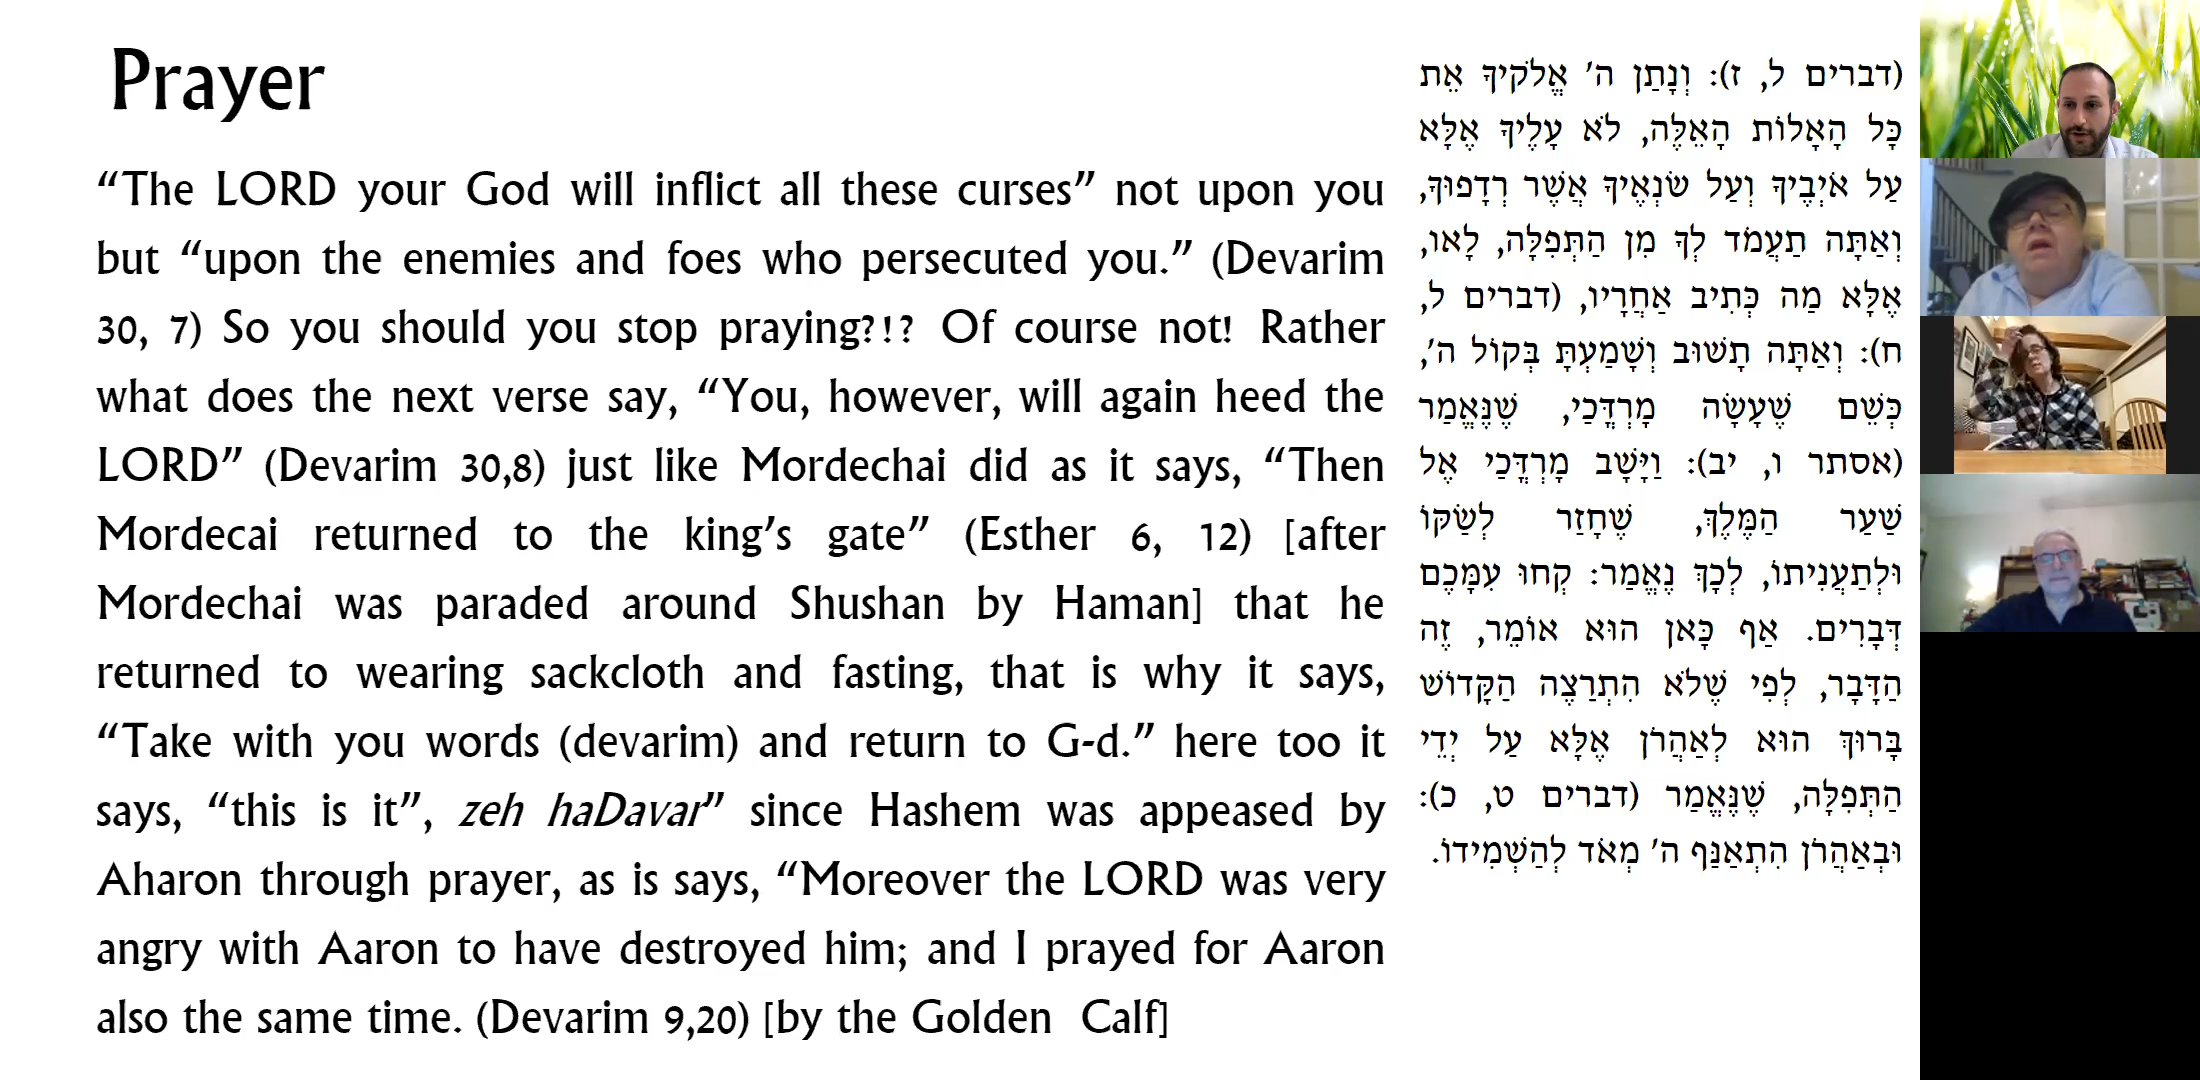 Prayer
“The LORD your God will inflict all these curses” not upon you
but “upon the enemies and foes who persecuted you.” (Devarim
30, 7) So you should you stop praying?!? Of course not! Rather
what does the next verse say, “You, however, will again heed the
LORD” (Devarim 30,8) just like Mordechai did as it says, “Then
Mordecai returned to the king’s gate” (Esther 6, 12) [after
Mordechai was paraded around Shushan by Haman] that he
returned to wearing sackcloth and fasting, that is why it says,
“Take with you words (devarim) and return to G-d.” here too it
says, “this is it”, zeh haDavar” since Hashem was appeased by
Aharon through prayer, as is says, “Moreover the LORD was very
angry with Aaron to have destroyed him; and I prayed for Aaron
also the same time. (Devarim 9,20) [by the Golden Calf]
(דברים ל, ז): וְנָתַן ה' אֱלֹקיךָ אֵת
כָּל הָאָלוֹת הָאֵלֶּה, לֹא עָלֶיךָ אֶלָּא
עַל אֹיְבֶיךָ וְעַל שׂנְאֶיךָ אֲשֶׁר רְדָפוּךָ,
וְאַתָּה תַעֲמֹד לְךָ מִן הַתְּפִלָּה, לָאו,
אֶלָּא מַה כְּתִיב אַחֲרָיו, (דברים ל,
ח): וְאַתָּה תָשׁוּב וְשָׁמַעְתָּ בְּקוֹל ה',
כְּשֵׁם שֶׁעָשָׂה מָרְדֳּכַי, שֶׁנֶּאֱמַר
(אסתר ו, יב): וַיָּשָׁב מָרְדֳּכַי אֶל
שַׁעַר הַמֶּלֶךְ, שֶׁחָזַר לְשַׂקּוֹ
וּלְתַעֲנִיתוֹ, לְכָךְ נֶאֱמַר: קְחוּ עִמָּכֶם
דְּבָרִים. אַף כָּאן הוּא אוֹמֵר, זֶה
הַדָּבָר, לְפִי שֶׁלֹּא הִתְרַצֶּה הַקָּדוֹשׁ
בָּרוּךְ הוּא לְאַהֲרֹן אֶלָּא עַל יְדֵי
הַתְּפִלָּה, שֶׁנֶּאֱמַר (דברים ט, כ):
וּבְאַהֲרֹן הִתְאַנַּף ה' מְאֹד לְהַשְׁמִידוֹ.